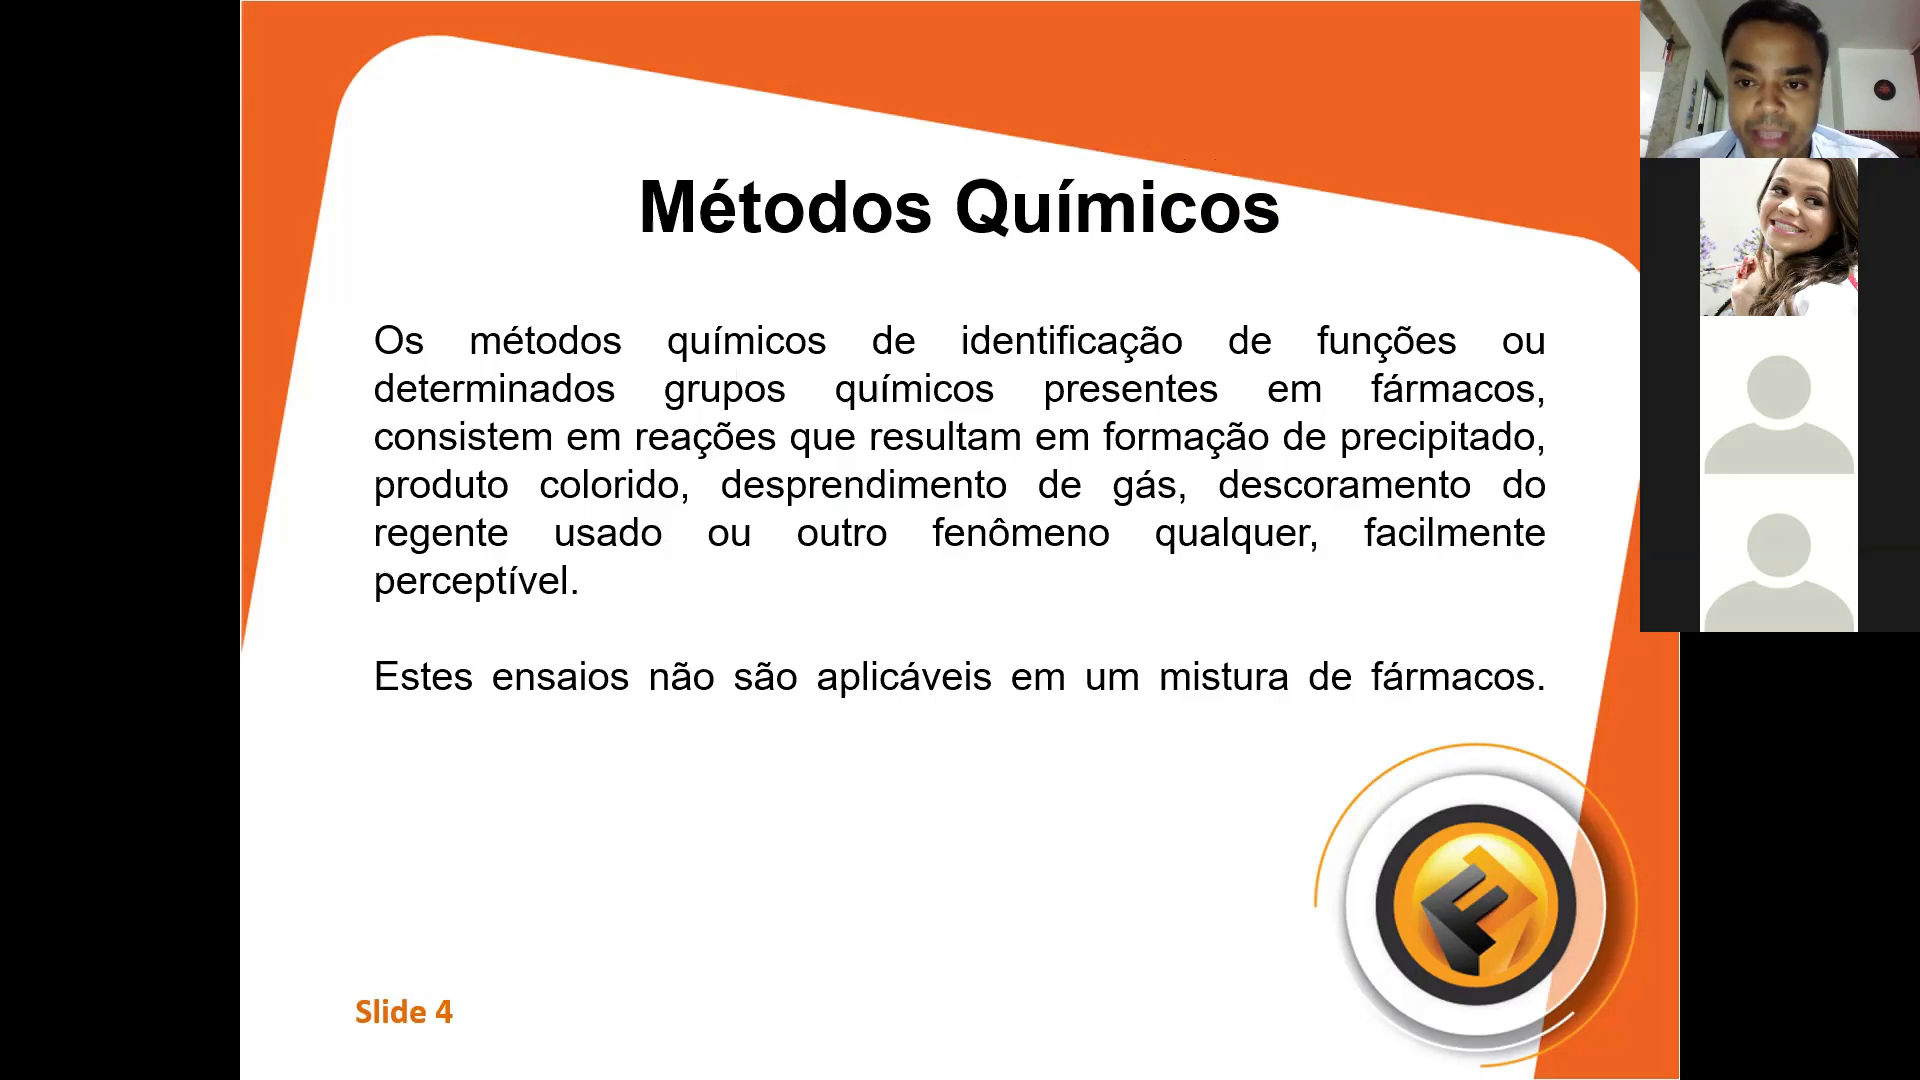 Métodos Químicos
Os métodos químicos de identificação de funções ou
determinados grupos químicos presentes em fármacos,
consistem em reações que resultam em formação de precipitado,
produto colorido, desprendimento de gás, descoramento do
regente usado ou outro fenômeno qualquer, facilmente
perceptível.
Estes ensaios não são aplicáveis em um mistura de fármacos.
Slide 4